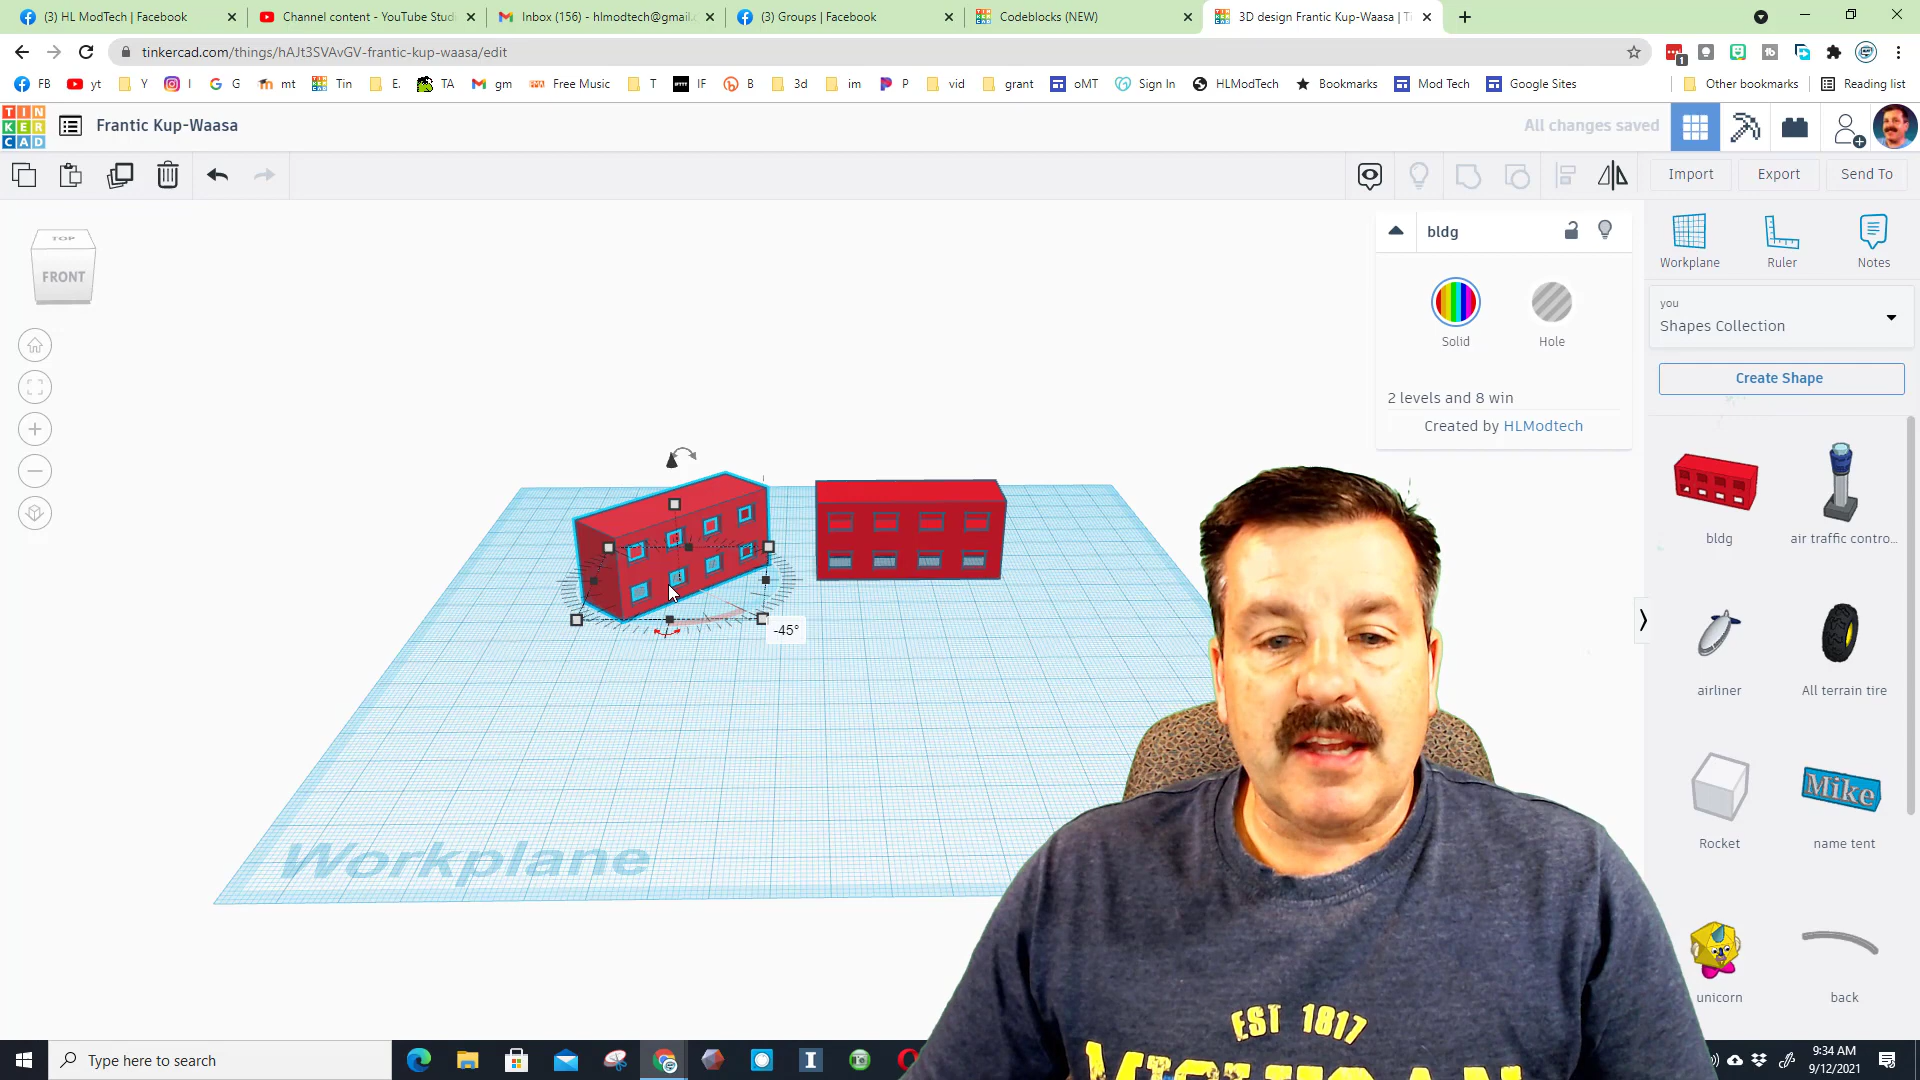 (3) HL ModTech | Facebook
Channel content - YouTube Studi
Inbox (156) - hlmodtech@gmail.
(3) Groups | Facebook
Codeblocks (NEW)
3D design Frantic Kup-Waasa | Ti
tinkercad.com/things/hAJt3SVAvGV-frantic-kup-waasa/edit
1
FB
yt
Y
I
G
mt
Tin
E.
TA
gm
Free Music
T
IF
B
3d
im
P
vid
grant
oMT
Sign In
HLModTech
Bookmarks
Mod Tech
Google Sites
Other bookmarks
Reading list
TIN
KER
CAD
Frantic Kup-Waasa
All changes saved
Import
Export
Send To
TOP
FRONT
bldg
Solid
Hole
2 levels and 8 win
Created by HLModtech
Workplane
Ruler
Notes
you
Shapes Collection
Create Shape
bldg
air traffic contro...
airliner
All terrain tire
Rocket
Mike
name tent
unicorn
back
-45°
Workplane
EST 1817
Type here to search
9:34 AM
9/12/2021